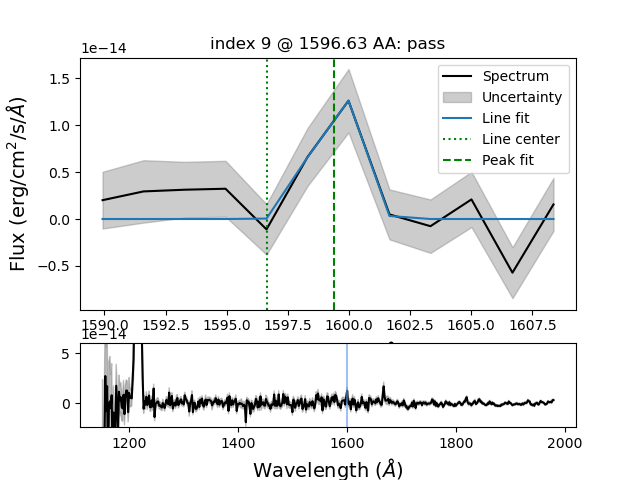 index 9 @ 1596.63 AA: pass
1e−14
Flux (erg/cm²/s/Å)
1.5
1.0
0.5
0.0
−0.5
Spectrum
Uncertainty
Line fit
Line center
Peak fit
1590.0 1592.5 1595.0 1597.5 1600.0 1602.5 1605.0 1607.5
1e−14
5
0
1200 1400 1600 1800 2000
Wavelength (Å)